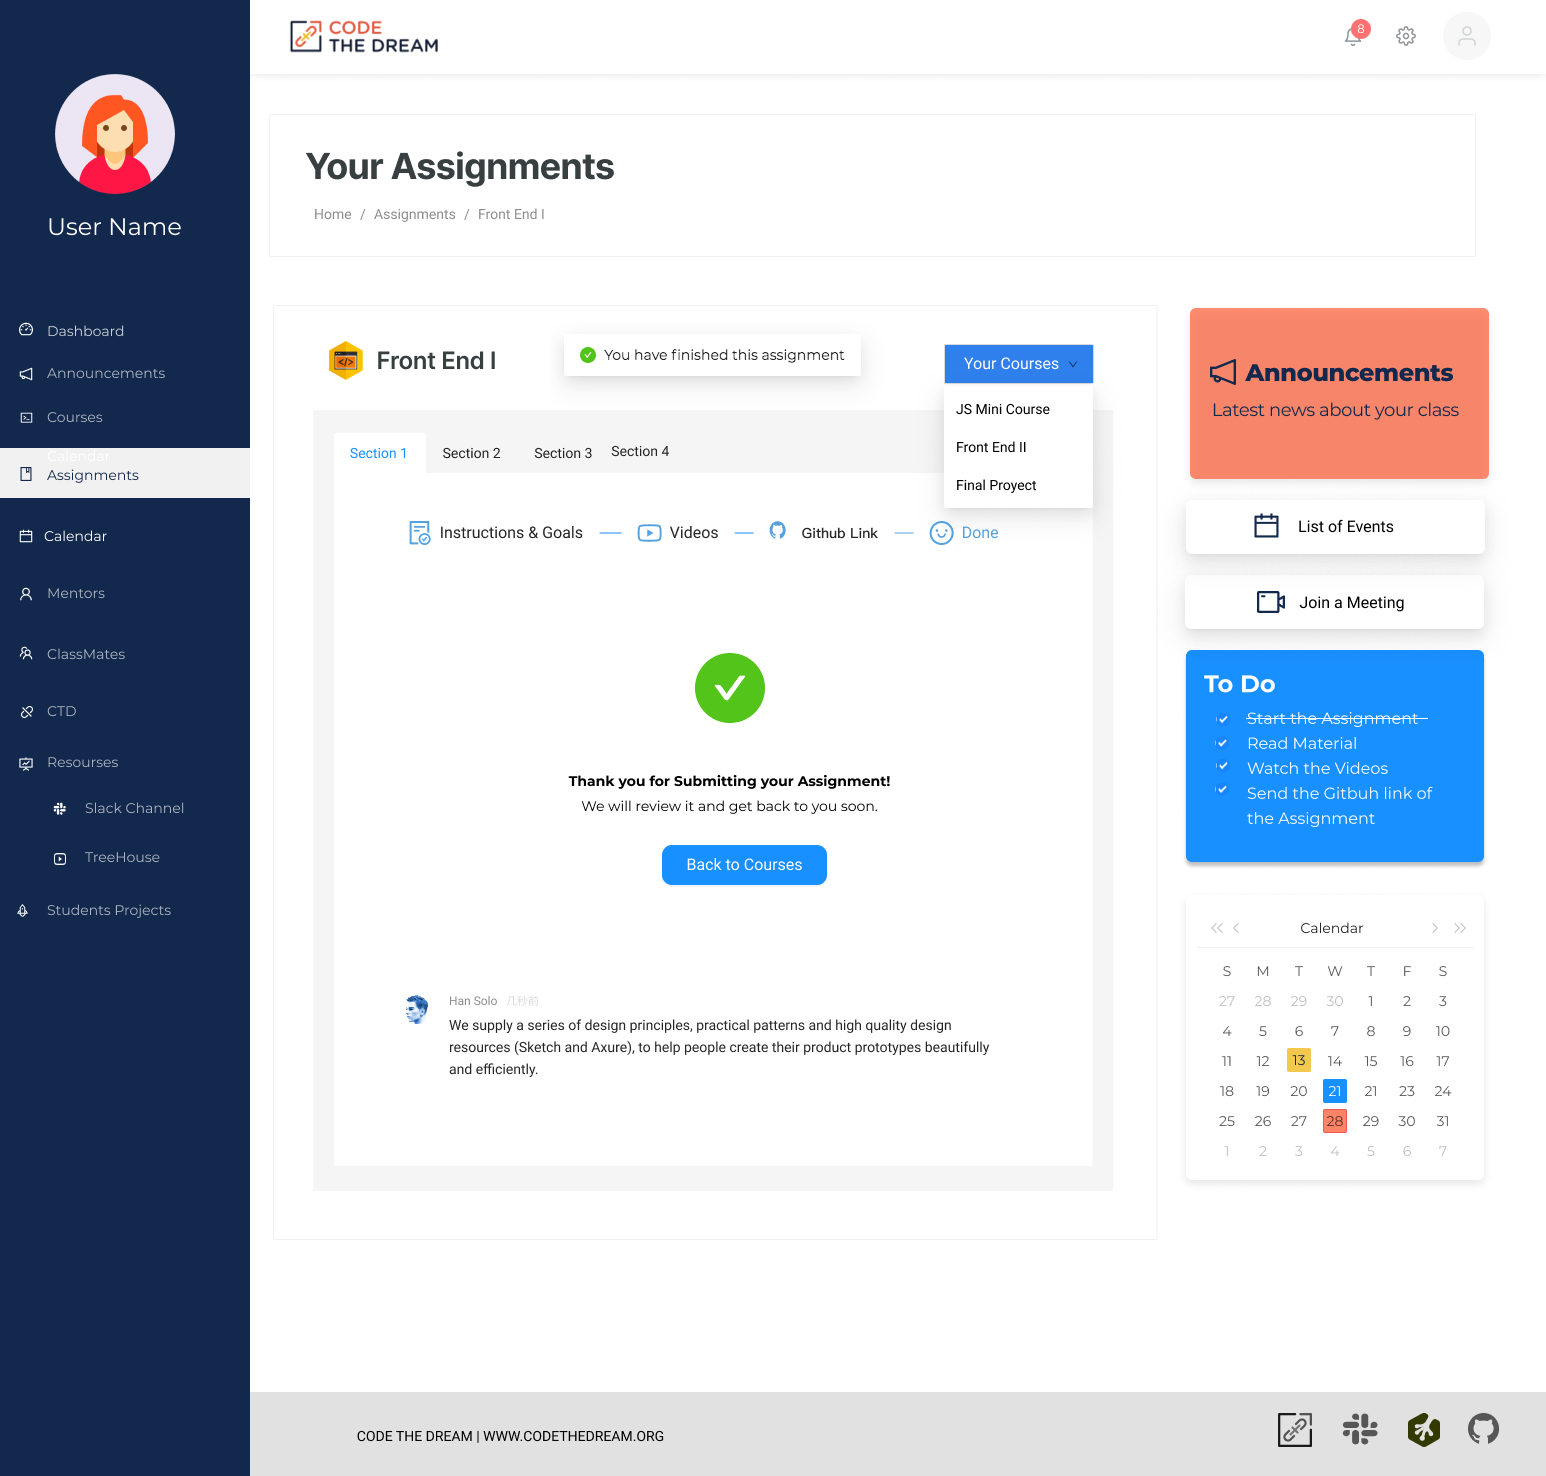 CODE
THE DREAM
8
User Name
Dashboard
Announcements
Courses
Calendar
Assignments
Calendar
Mentors
ClassMates
CTD
Resourses
Slack Channel
TreeHouse
Students Projects
Your Assignments
Home / Assignments / Front End I
Front End I
You have finished this assignment
Your Courses
JS Mini Course
Front End II
Final Proyect
Section 1 Section 2 Section 3 Section 4
Instructions & Goals Videos Github Link Done
Thank you for Submitting your Assignment!
We will review it and get back to you soon.
Back to Courses
Han Solo 几秒前
We supply a series of design principles, practical patterns and high quality design
resources (Sketch and Axure), to help people create their product prototypes beautifully
and efficiently.
Announcements
Latest news about your class
List of Events
Join a Meeting
To Do
Start the Assignment
Read Material
Watch the Videos
Send the Gitbuh link of
the Assignment
Calendar
S M T W T F S
27 28 29 30 1 2 3
4 5 6 7 8 9 10
11 12 13 14 15 16 17
18 19 20 21 21 23 24
25 26 27 28 29 30 31
1 2 3 4 5 6 7
CODE THE DREAM | WWW.CODETHEDREAM.ORG